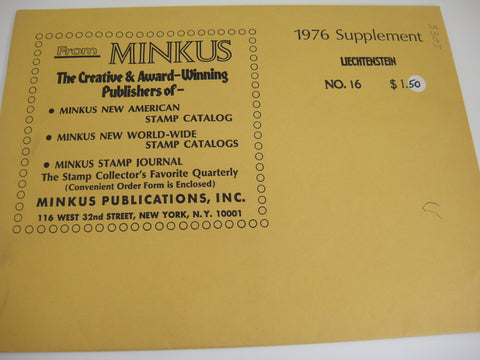 From MINKUS
The Creative & Award-Winning
Publishers of-
• MINKUS NEW AMERICAN
STAMP CATALOG
• MINKUS NEW WORLD-WIDE
STAMP CATALOGS
• MINKUS STAMP JOURNAL
The Stamp Collector's Favorite Quarterly
(Convenient Order Form is Enclosed)
MINKUS PUBLICATIONS, INC.
116 WEST 32nd STREET, NEW YORK, N.Y. 10001
1976 Supplement
LIECHTENSTEIN
NO. 16 $1.50